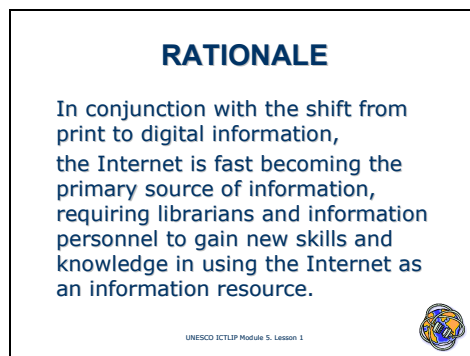 RATIONALE
In conjunction with the shift from
print to digital information,
the Internet is fast becoming the
primary source of information,
requiring librarians and information
personnel to gain new skills and
knowledge in using the Internet as
an information resource.
UNESCO ICTLIP Module 5. Lesson 1